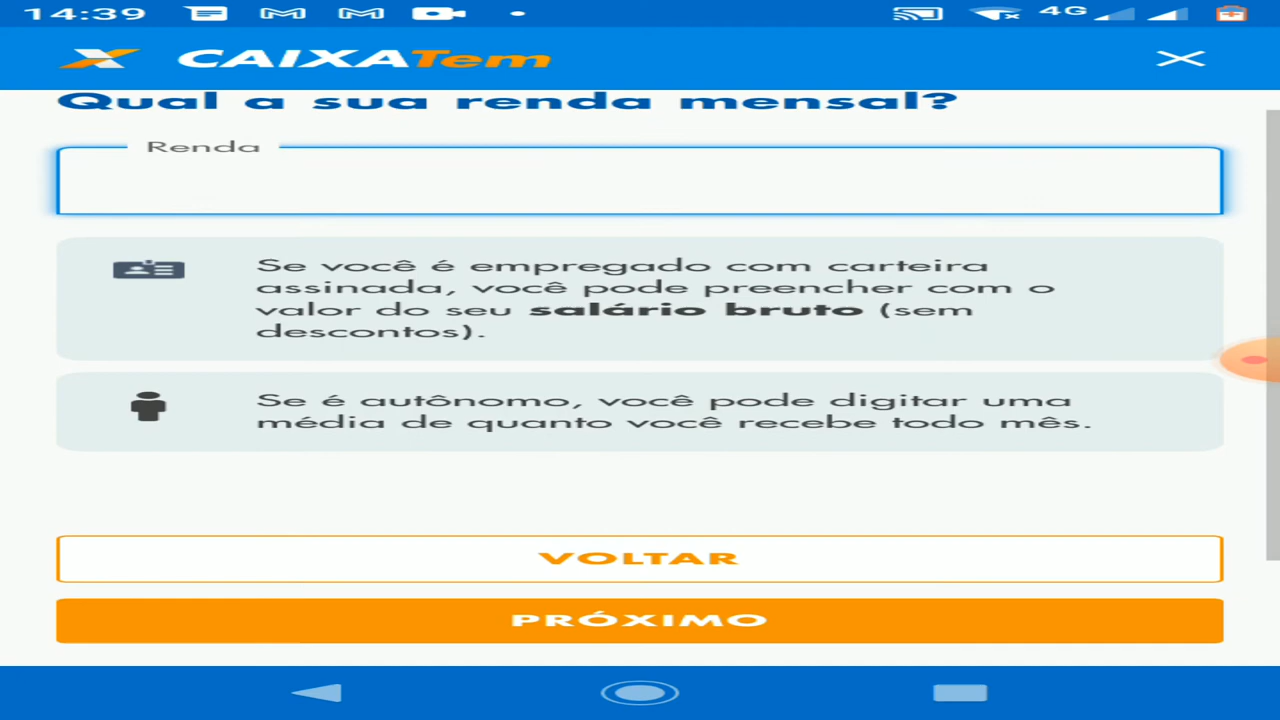 14:39
4G
CAIXATem
Qual a sua renda mensal?
Renda
Se você é empregado com carteira
assinada, você pode preencher com o
valor do seu salário bruto (sem
descontos).
Se é autônomo, você pode digitar uma
média de quanto você recebe todo mês.
VOLTAR
PRÓXIMO